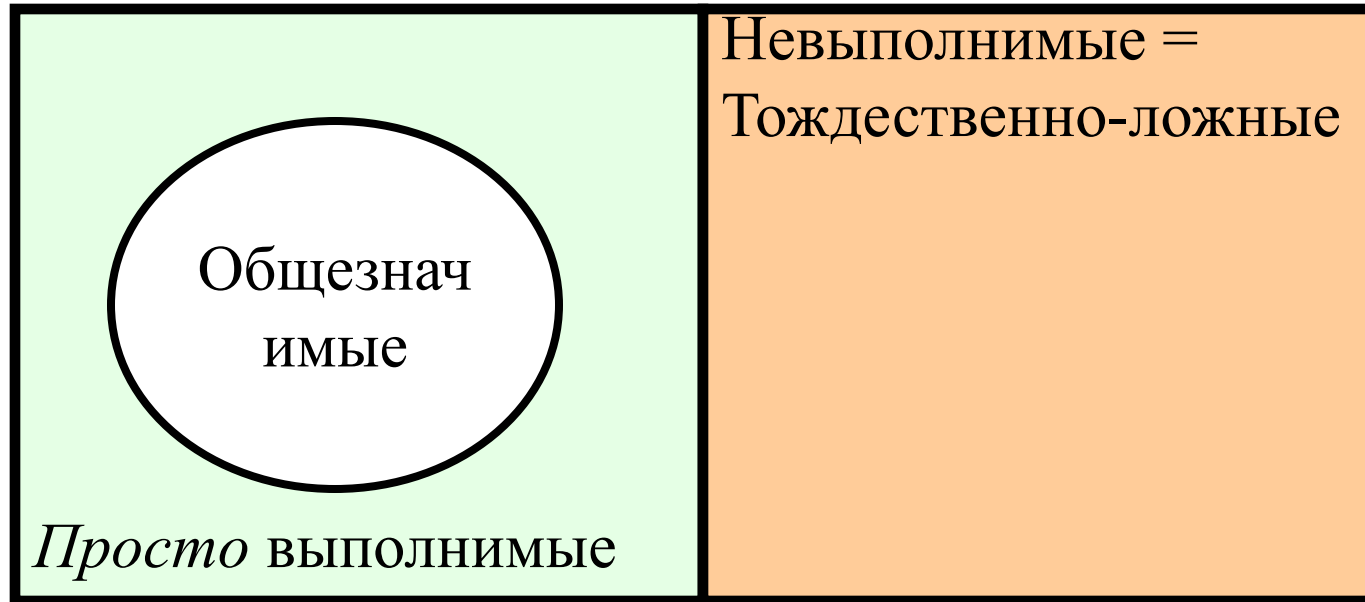 Невыполнимые =
Тождественно-ложные
Общезнач
имые
Просто выполнимые